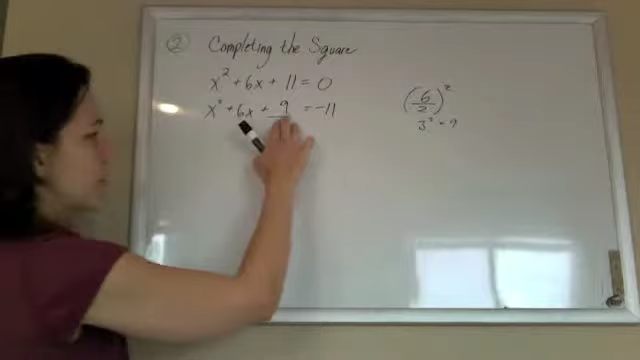 ② Completing the Square
x² + 6x + 11 = 0
x² + 6x + 9 = -11
(6/2)²
3² = 9